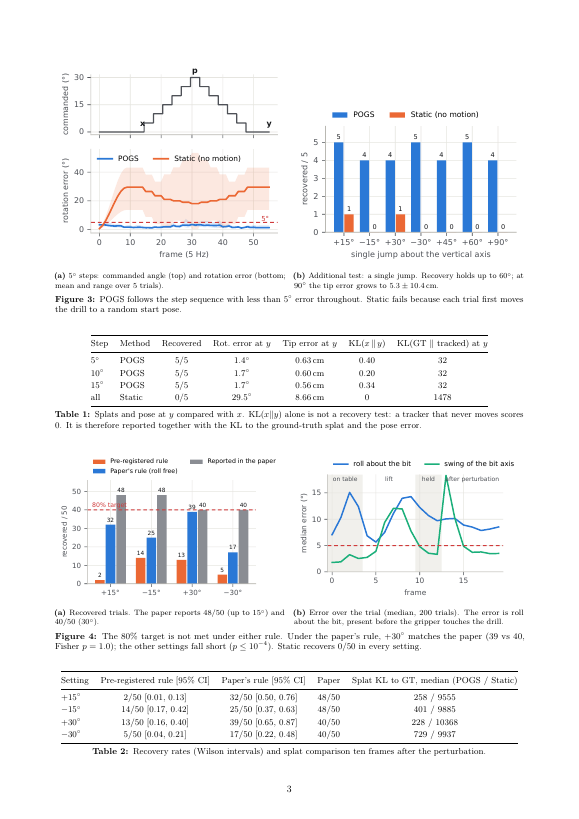 p
x
y
commanded (°)
30
15
0
POGS
Static (no motion)
rotation error (°)
40
20
0
5°
0
10
20
30
40
50
frame (5 Hz)
POGS
Static (no motion)
recovered / 5
5
4
3
2
1
0
5
1
4
0
4
1
5
0
4
0
5
0
4
0
+15°
−15°
+30°
−30°
+45°
+60°
+90°
single jump about the vertical axis
(a) 5° steps: commanded angle (top) and rotation error (bottom;
mean and range over 5 trials).
(b) Additional test: a single jump. Recovery holds up to 60°; at
90° the tip error grows to 5.3 ± 10.4 cm.
Figure 3: POGS follows the step sequence with less than 5° error throughout. Static fails because each trial first moves
the drill to a random start pose.
Step Method Recovered Rot. error at y Tip error at y KL(x ∥ y) KL(GT ∥ tracked) at y
5° POGS 5/5 1.4° 0.63 cm 0.40 32
10° POGS 5/5 1.7° 0.60 cm 0.20 32
15° POGS 5/5 1.7° 0.56 cm 0.34 32
all Static 0/5 29.5° 8.66 cm 0 1478
Table 1: Splats and pose at y compared with x. KL(x∥y) alone is not a recovery test: a tracker that never moves scores
0. It is therefore reported together with the KL to the ground-truth splat and the pose error.
Pre-registered rule
Paper's rule (roll free)
Reported in the paper
80% target
recovered / 50
50
40
30
20
10
0
2
32
48
14
25
48
13
39
40
5
17
40
+15°
−15°
+30°
−30°
roll about the bit
swing of the bit axis
on table
lift
held
after perturbation
median error (°)
15
10
5
0
0
5
10
15
frame
(a) Recovered trials. The paper reports 48/50 (up to 15°) and
40/50 (30°).
(b) Error over the trial (median, 200 trials). The error is roll
about the bit, present before the gripper touches the drill.
Figure 4: The 80% target is not met under either rule. Under the paper's rule, +30° matches the paper (39 vs 40,
Fisher p = 1.0); the other settings fall short (p ≤ 10⁻⁴). Static recovers 0/50 in every setting.
Setting Pre-registered rule [95% CI] Paper's rule [95% CI] Paper Splat KL to GT, median (POGS / Static)
+15° 2/50 [0.01, 0.13] 32/50 [0.50, 0.76] 48/50 258 / 9555
−15° 14/50 [0.17, 0.42] 25/50 [0.37, 0.63] 48/50 401 / 9885
+30° 13/50 [0.16, 0.40] 39/50 [0.65, 0.87] 40/50 228 / 10368
−30° 5/50 [0.04, 0.21] 17/50 [0.22, 0.48] 40/50 729 / 9937
Table 2: Recovery rates (Wilson intervals) and splat comparison ten frames after the perturbation.
3